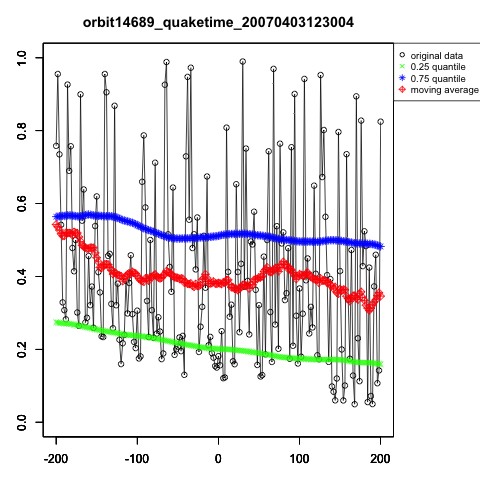 orbit14689_quaketime_20070403123004
original data
0.25 quantile
0.75 quantile
moving average
1.0
0.8
0.6
0.4
0.2
0.0
-200 -100 0 100 200